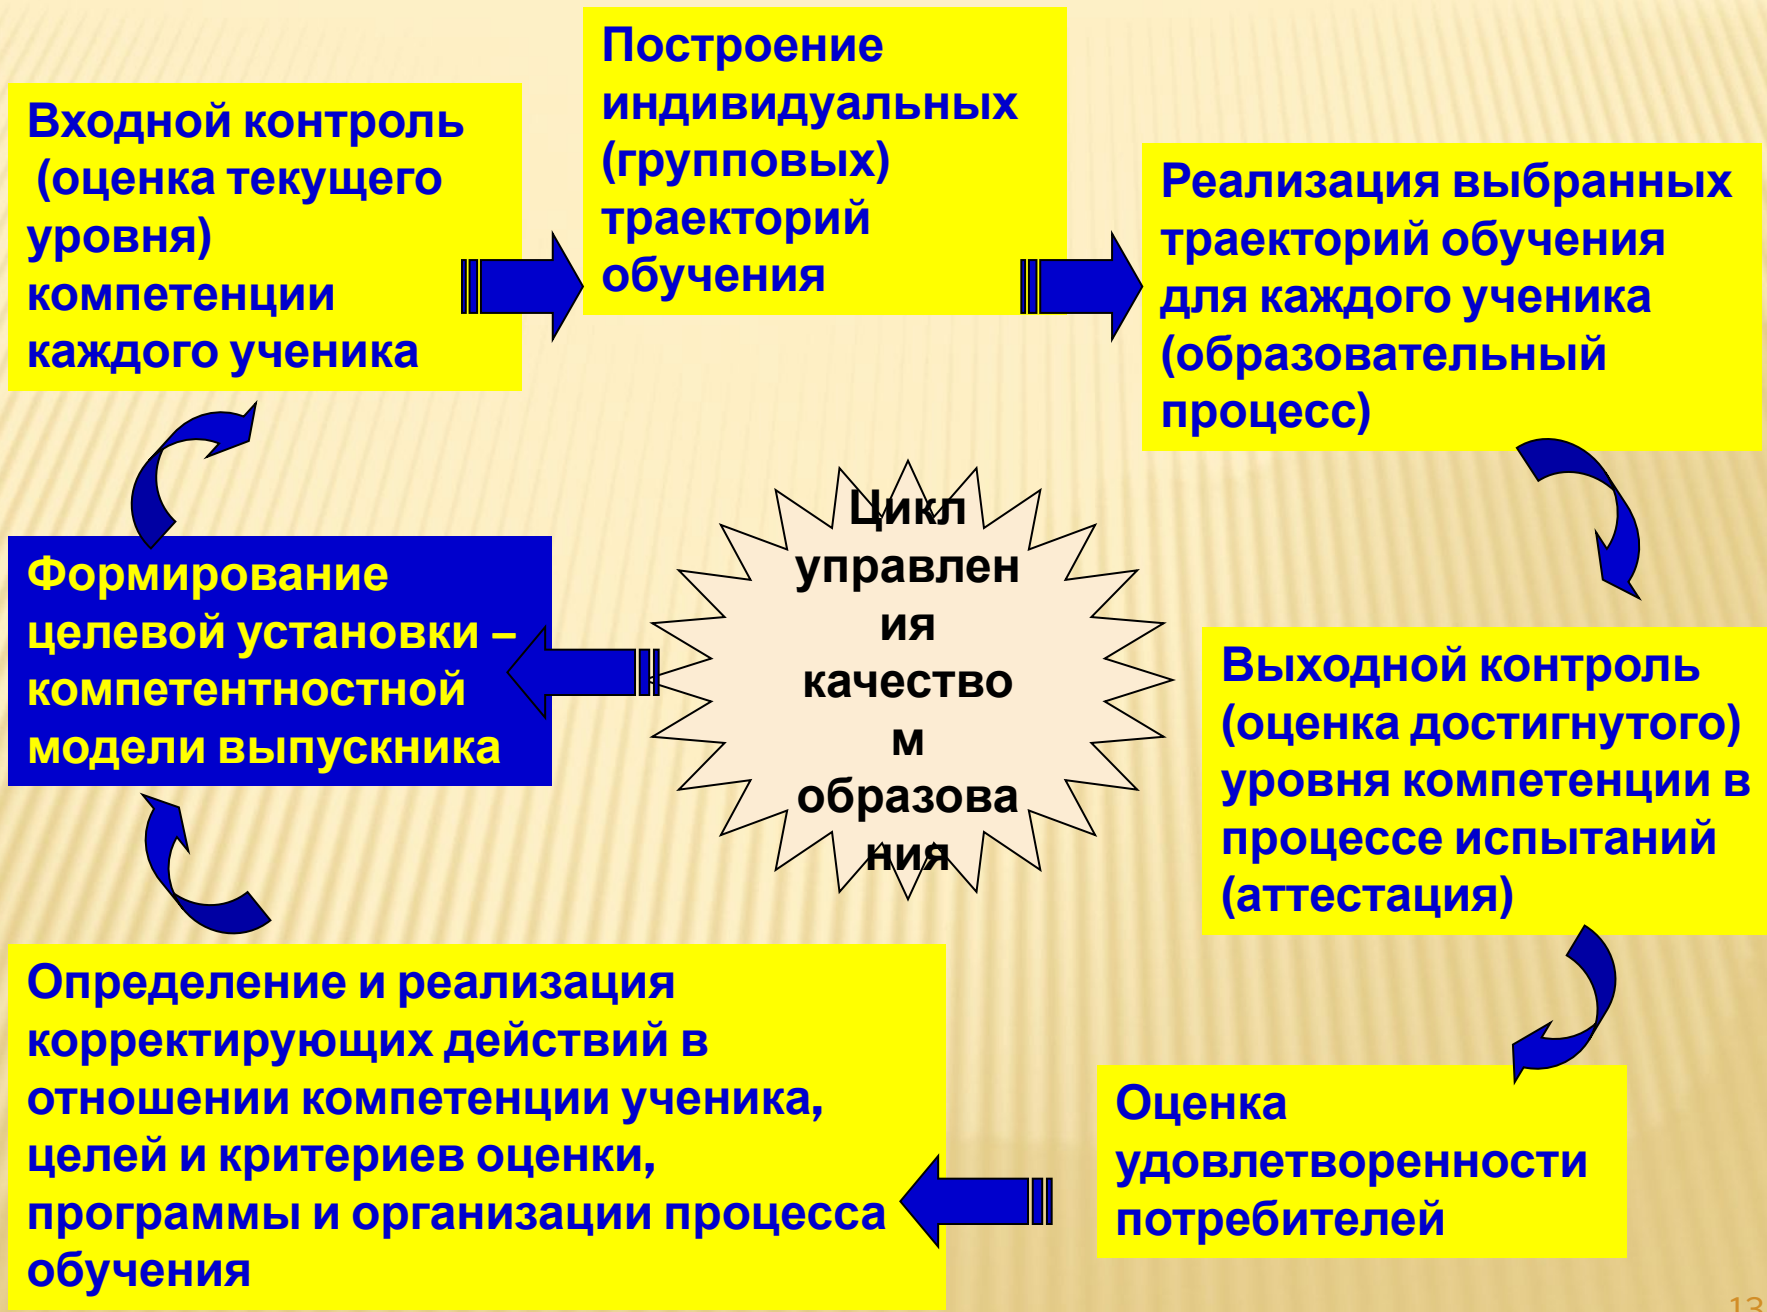 Построение
индивидуальных
(групповых)
траекторий
обучения
Входной контроль
(оценка текущего
уровня)
компетенции
каждого ученика
Реализация выбранных
траекторий обучения
для каждого ученика
(образовательный
процесс)
Цикл
управлен
ия
качество
м
образова
ния
Формирование
целевой установки –
компетентностной
модели выпускника
Выходной контроль
(оценка достигнутого)
уровня компетенции в
процессе испытаний
(аттестация)
Определение и реализация
корректирующих действий в
отношении компетенции ученика,
целей и критериев оценки,
программы и организации процесса
обучения
Оценка
удовлетворенности
потребителей
13